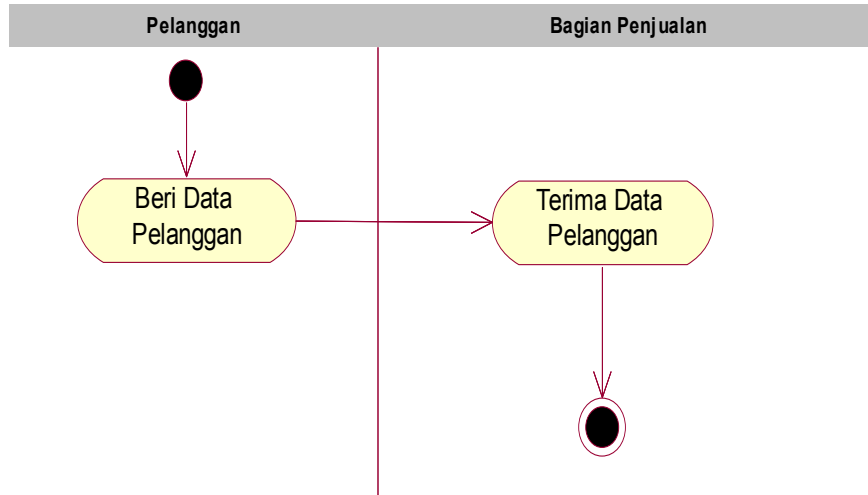 Pelanggan
Bagian Penjualan
Beri Data
Pelanggan
Terima Data
Pelanggan